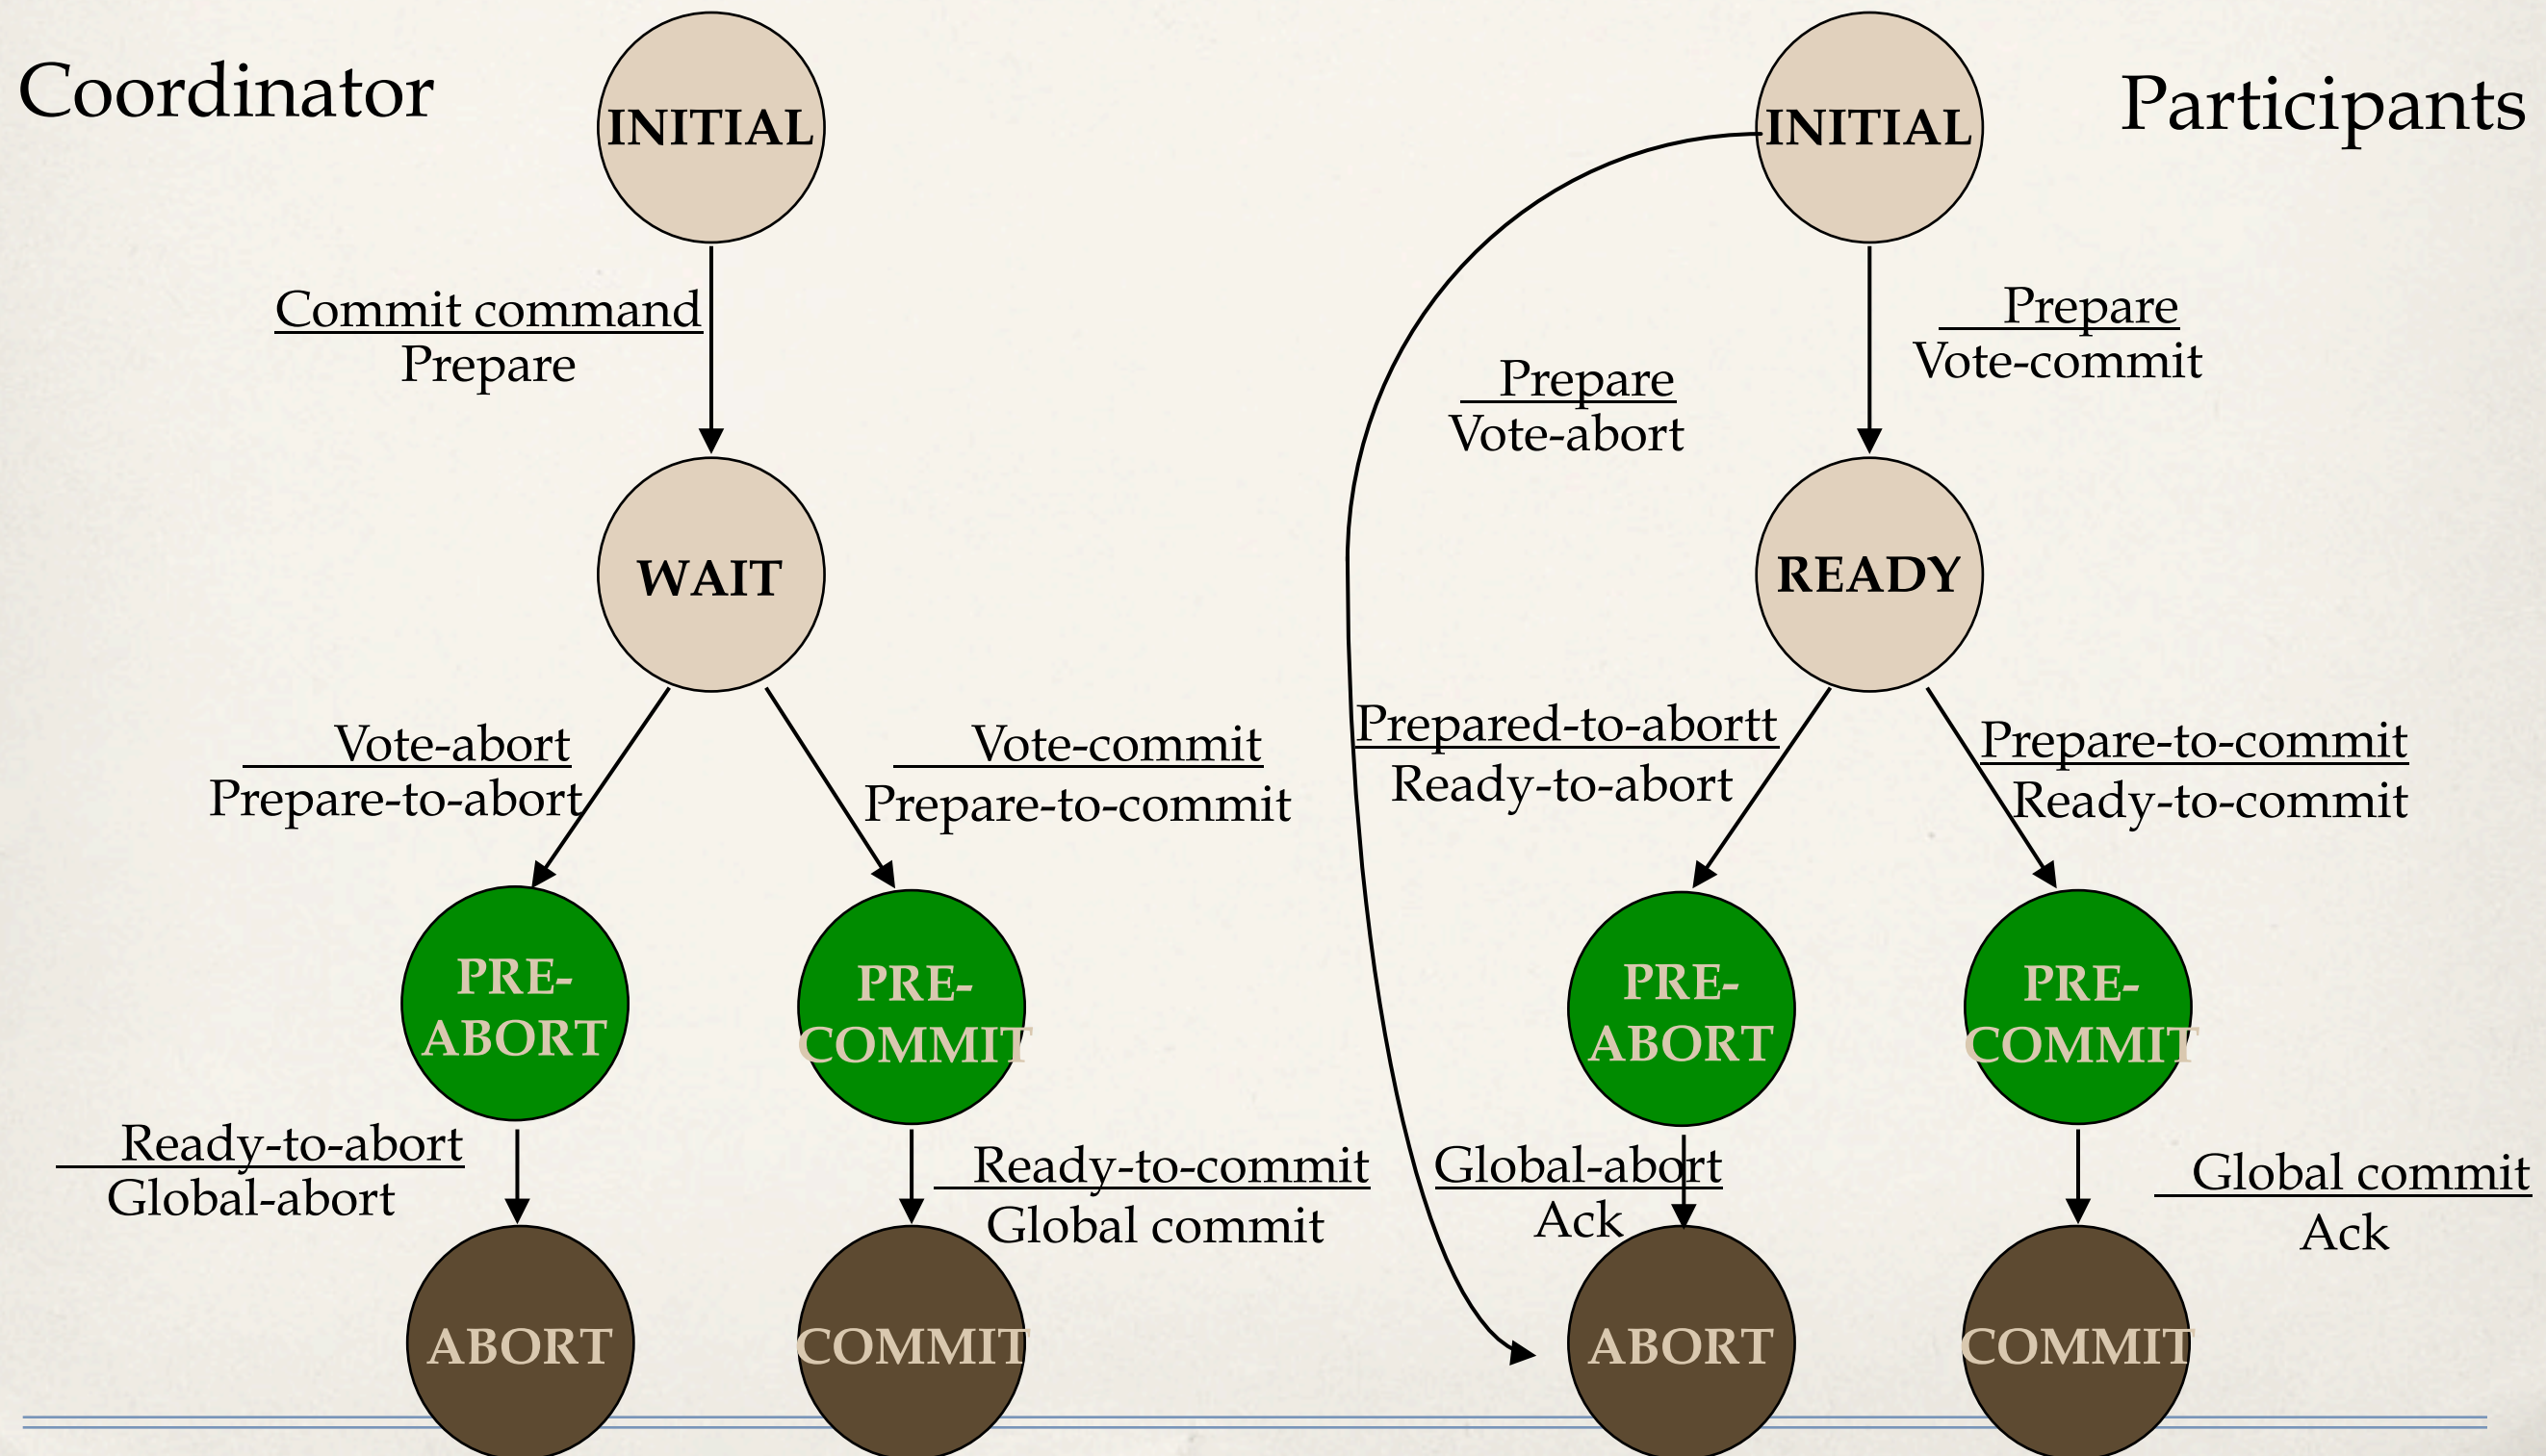 Coordinator
INITIAL
Commit command
Prepare
WAIT
Vote-abort
Prepare-to-abort
Vote-commit
Prepare-to-commit
PRE-
ABORT
PRE-
COMMIT
Ready-to-abort
Global-abort
Ready-to-commit
Global commit
ABORT
COMMIT
Participants
INITIAL
Prepare
Vote-abort
Prepare
Vote-commit
READY
Prepared-to-abortt
Ready-to-abort
Prepare-to-commit
Ready-to-commit
PRE-
ABORT
PRE-
COMMIT
Global-abort
Ack
Global commit
Ack
ABORT
COMMIT